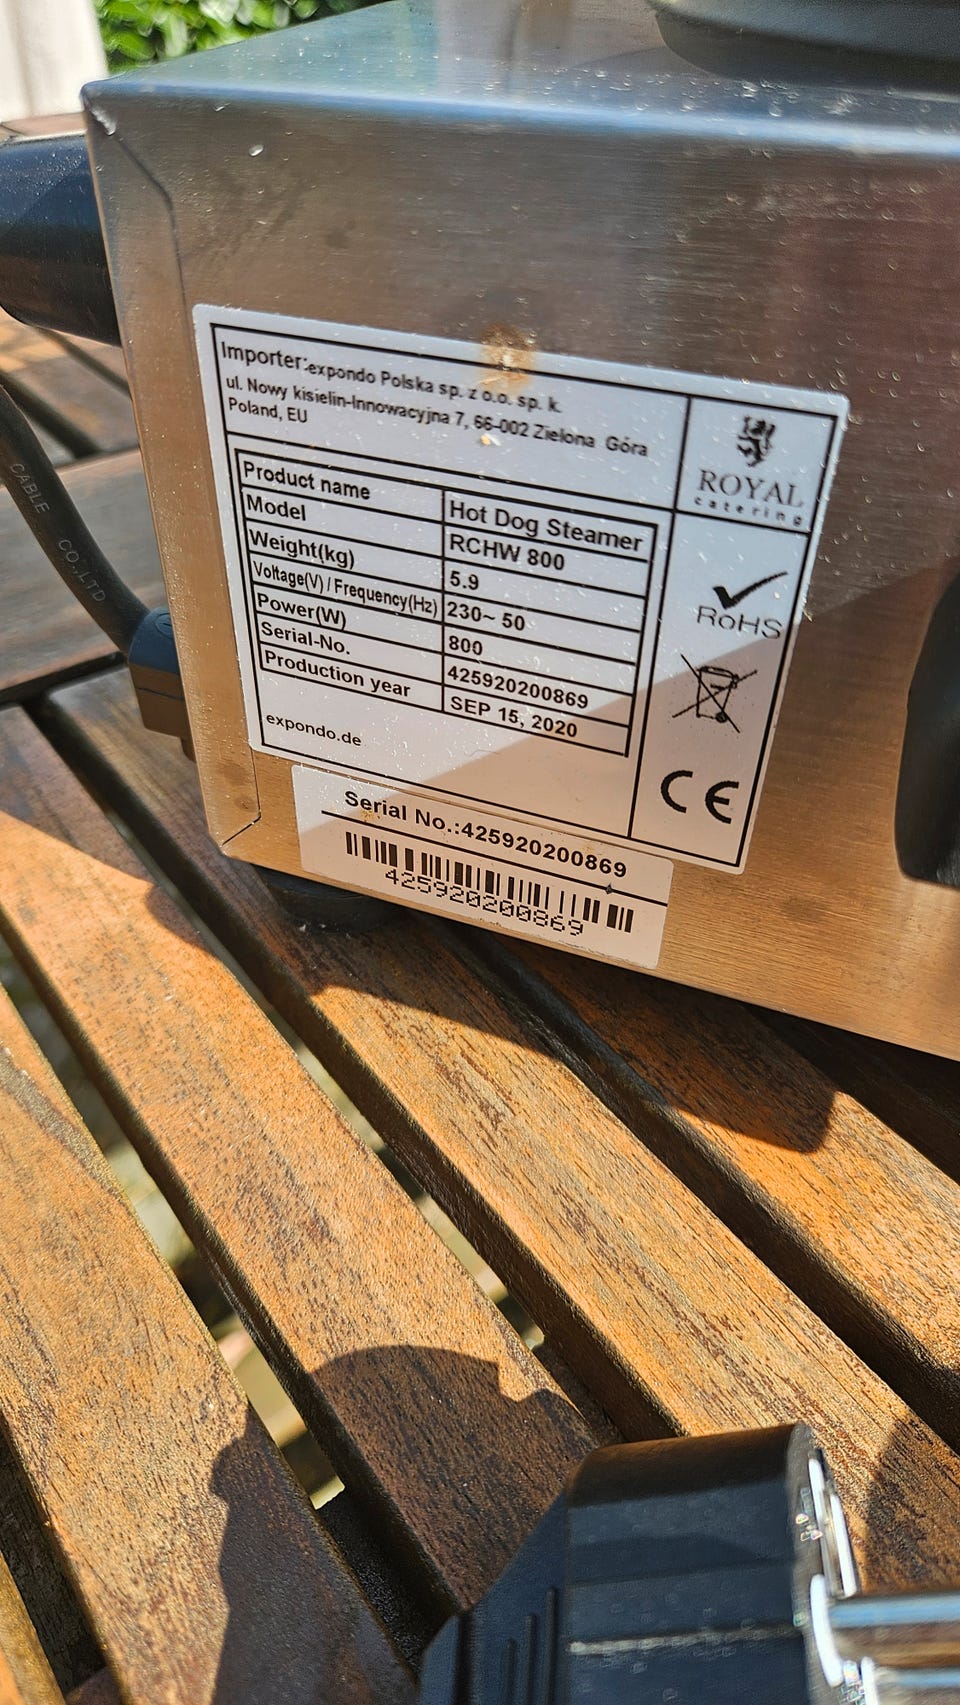 Importer:expondo Polska sp. z o.o. sp. k.
ul. Nowy kisielin-Innowacyjna 7, 66-002 Zielona Góra
Poland, EU
ROYAL
catering
Product name Hot Dog Steamer
Model RCHW 800
Weight(kg) 5.9
Voltage(V) / Frequency(Hz) 230~ 50
Power(W) 800
Serial-No. 425920200869
Production year SEP 15, 2020
expondo.de
RoHS
CE
Serial No.:425920200869
425920200869
CABLE CO.,LTD